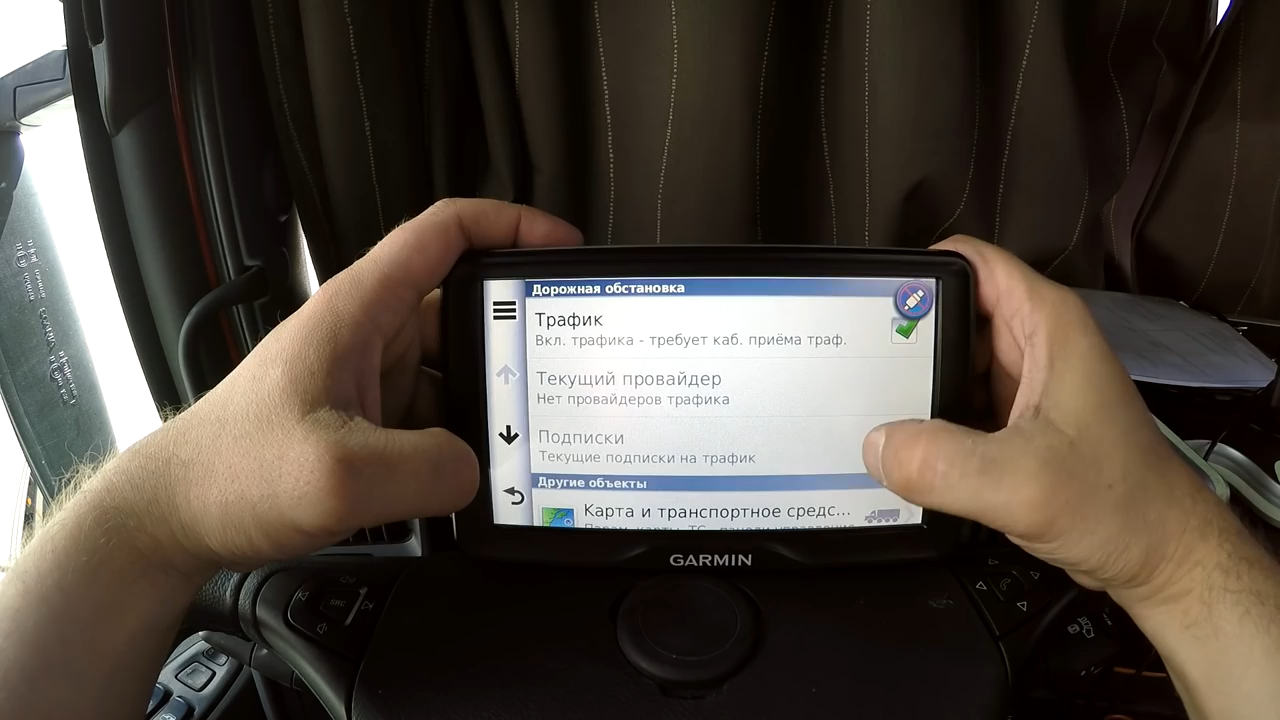 Дорожная обстановка
Трафик
Вкл. трафика - требует каб. приёма траф.
Текущий провайдер
Нет провайдеров трафика
Подписки
Текущие подписки на трафик
Другие объекты
Карта и транспортное средс...
GARMIN
SRC